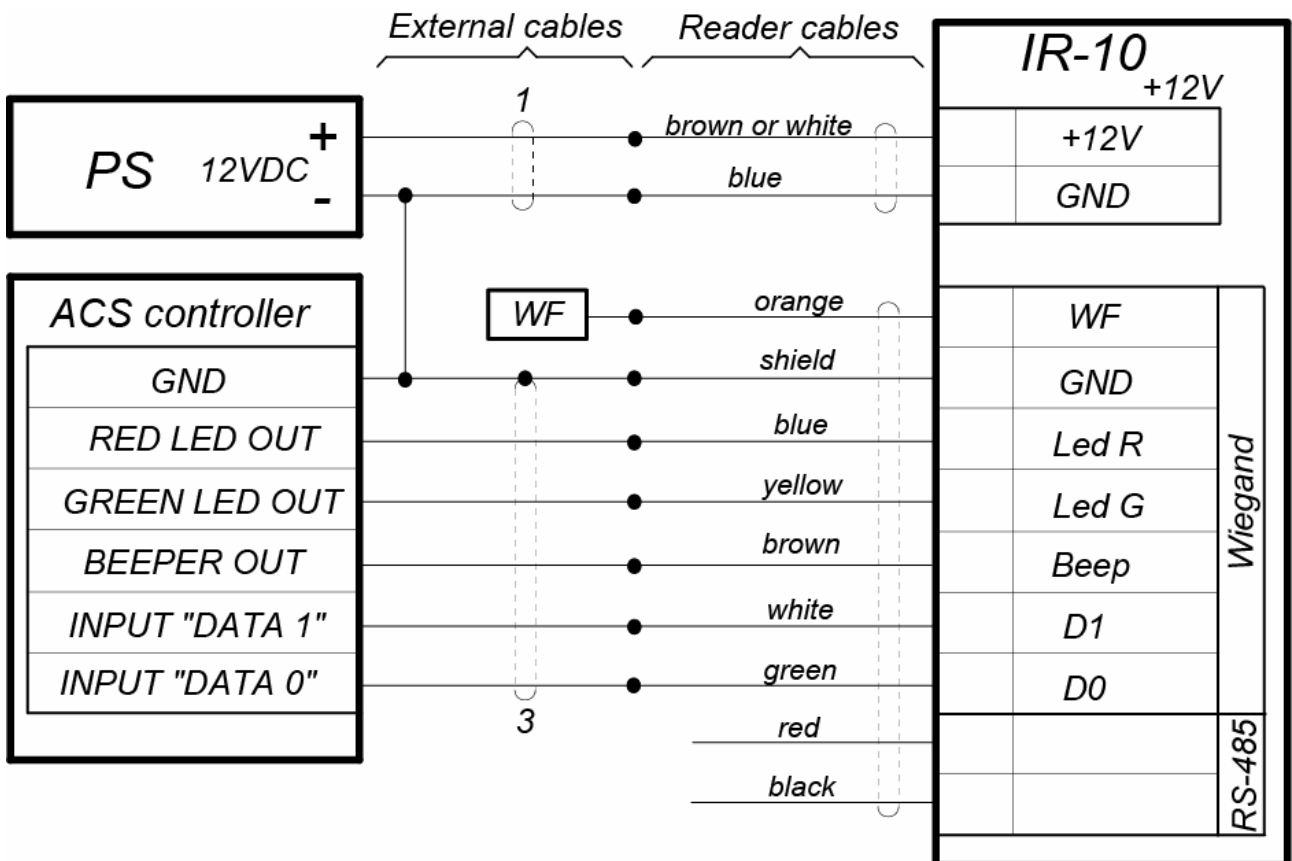 External cables
Reader cables
IR-10
+12V
1
PS 12VDC + -
brown or white
+12V
blue
GND
ACS controller
WF
orange
WF
GND
shield
GND
RED LED OUT
blue
Led R
GREEN LED OUT
yellow
Led G
BEEPER OUT
brown
Beep
INPUT "DATA 1"
white
D1
INPUT "DATA 0"
green
D0
Wiegand
3
red
black
RS-485